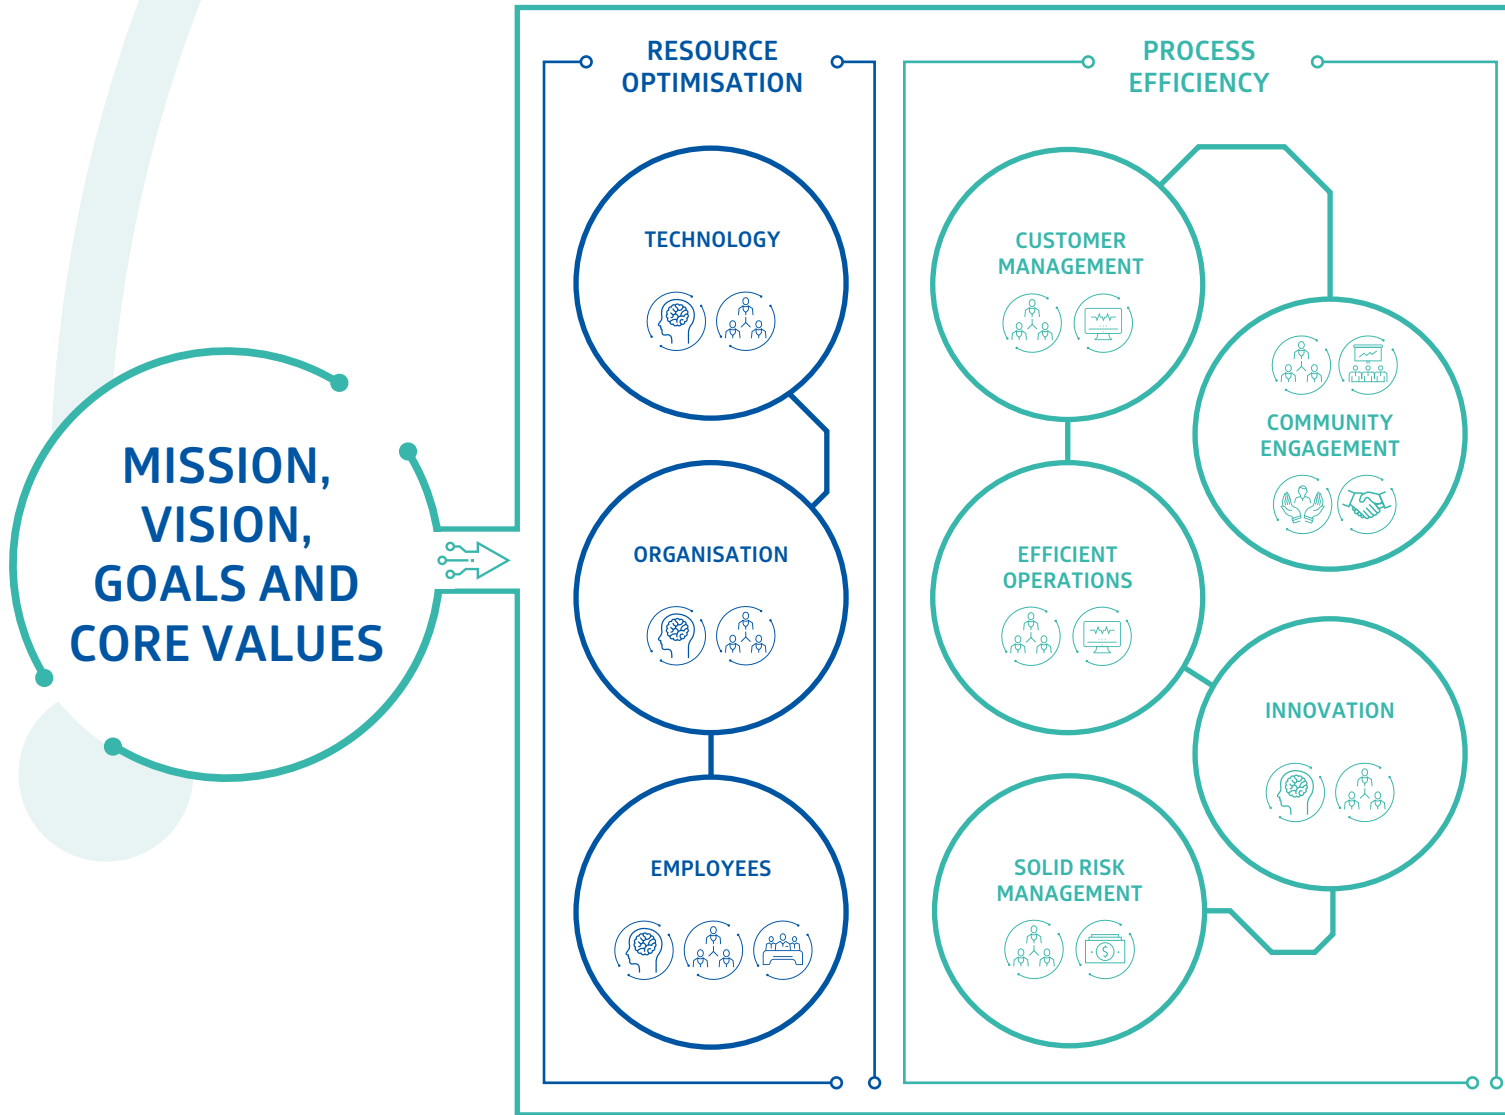 MISSION,
VISION,
GOALS AND
CORE VALUES
RESOURCE
OPTIMISATION
TECHNOLOGY
ORGANISATION
EMPLOYEES
PROCESS
EFFICIENCY
CUSTOMER
MANAGEMENT
COMMUNITY
ENGAGEMENT
EFFICIENT
OPERATIONS
INNOVATION
SOLID RISK
MANAGEMENT
$